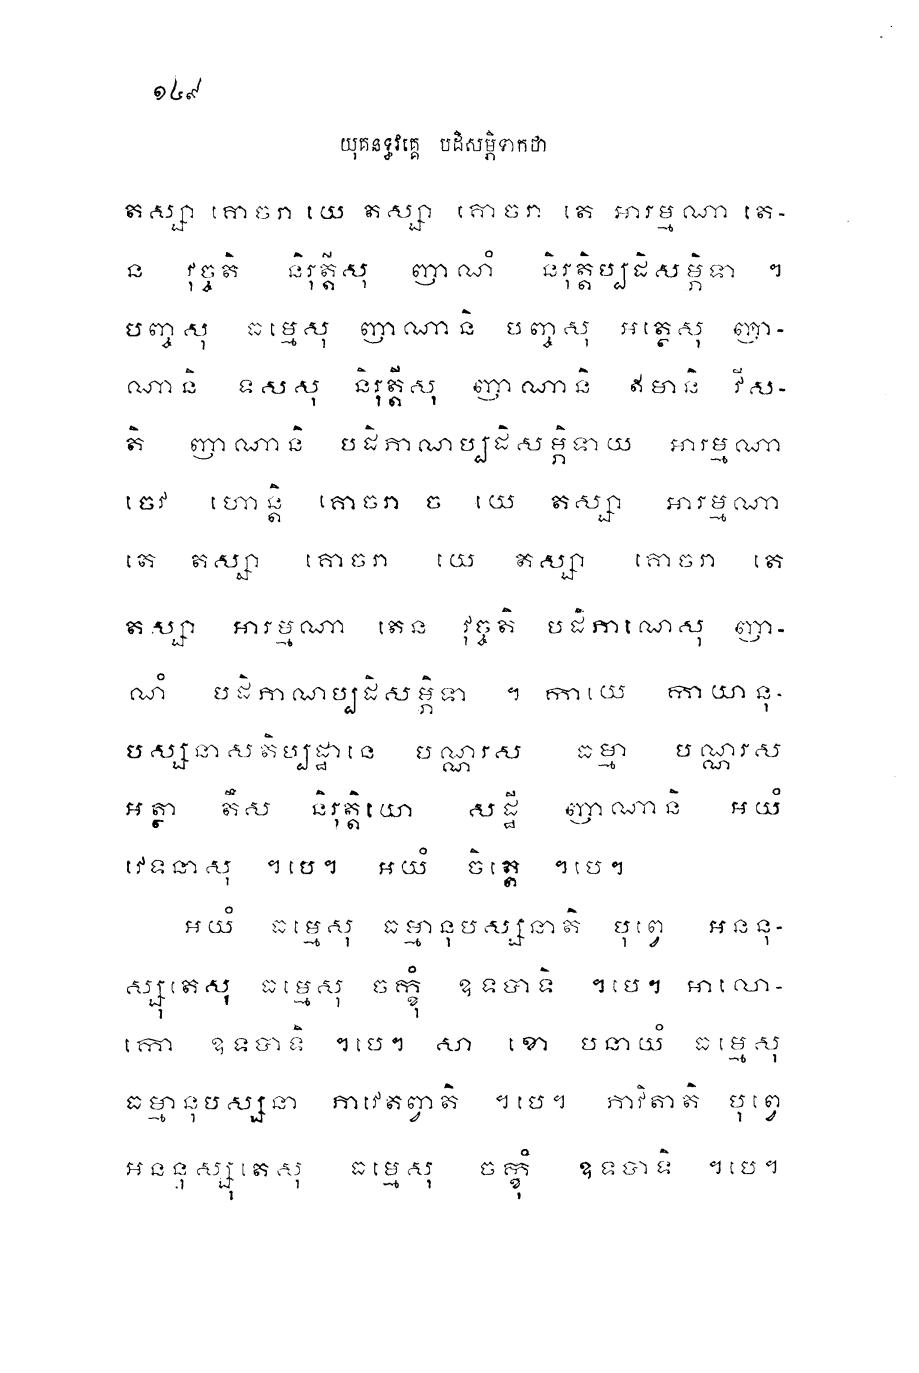 ១៤៩
យុគនទ្ធវគ្គេ បដិសម្ភិទាកថា
តស្សា គោចរា យេ តស្សា គោចរា តេ អារម្មណា តេ-
ន វុច្ចតិ និរុត្តីសុ ញាណំ និរុត្តិប្បដិសម្ភិទា ។
បញ្ចសុ ធម្មេសុ ញាណានិ បញ្ចសុ អត្ថេសុ ញា-
ណានិ ទសសុ និរុត្តីសុ ញាណានិ ឥមានិ វីស-
តិ ញាណានិ បដិភាណប្បដិសម្ភិទាយ អារម្មណា
ចេវ ហោន្តិ គោចរា ច យេ តស្សា អារម្មណា
តេ តស្សា គោចរា យេ តស្សា គោចរា តេ
តស្សា អារម្មណា តេន វុច្ចតិ បដិភាណេសុ ញា-
ណំ បដិភាណប្បដិសម្ភិទា ។ កាយេ កាយានុ-
បស្សនាសតិប្បដ្ឋានេ បណ្ណរស ធម្មា បណ្ណរស
អត្ថា តឹស និរុត្តិយោ សដ្ឋី ញាណានិ អយំ
វេទនាសុ ។បេ។ អយំ ចិត្តេ ។បេ។
អយំ ធម្មេសុ ធម្មានុបស្សនាតិ បុព្វេ អននុ-
ស្សុតេសុ ធម្មេសុ ចក្ខុំ ឧទបាទិ ។បេ។ អាលោ-
កោ ឧទបាទិ ។បេ។ សា ខោ បនាយំ ធម្មេសុ
ធម្មានុបស្សនា ភាវេតព្វាតិ ។បេ។ ភាវិតាតិ បុព្វេ
អននុស្សុតេសុ ធម្មេសុ ចក្ខុំ ឧទបាទិ ។បេ។